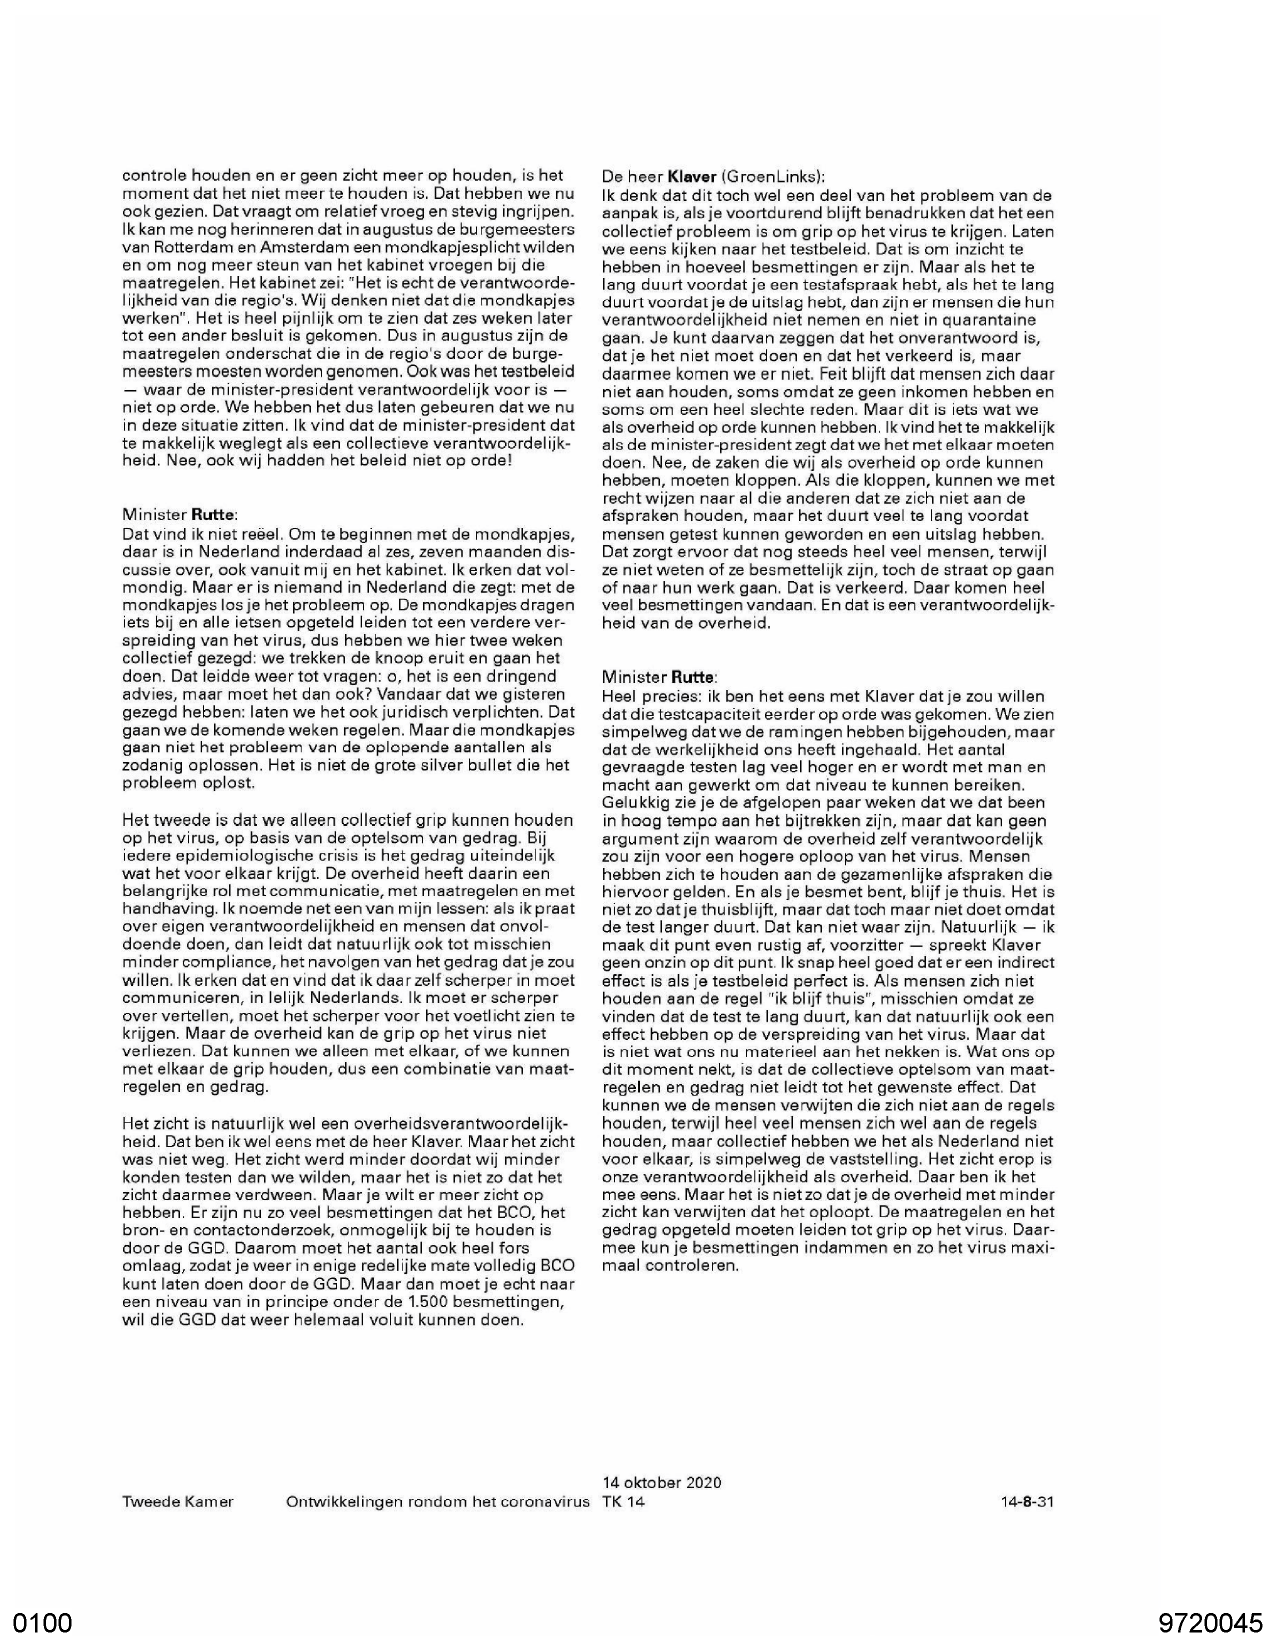 controle houden en er geen zicht meer op houden, is het
moment dat het niet meer te houden is. Dat hebben we nu
ook gezien. Dat vraagt om relatief vroeg en stevig ingrijpen.
Ik kan me nog herinneren dat in augustus de burgemeesters
van Rotterdam en Amsterdam een mondkapjesplicht wilden
en om nog meer steun van het kabinet vroegen bij die
maatregelen. Het kabinet zei: "Het is echt de verantwoorde-
lijkheid van die regio's. Wij denken niet dat die mondkapjes
werken". Het is heel pijnlijk om te zien dat zes weken later
tot een ander besluit is gekomen. Dus in augustus zijn de
maatregelen onderschat die in de regio's door de burge-
meesters moesten worden genomen. Ook was het testbeleid
— waar de minister-president verantwoordelijk voor is —
niet op orde. We hebben het dus laten gebeuren dat we nu
in deze situatie zitten. Ik vind dat de minister-president dat
te makkelijk weglegt als een collectieve verantwoordelijk-
heid. Nee, ook wij hadden het beleid niet op orde!
Minister Rutte:
Dat vind ik niet reëel. Om te beginnen met de mondkapjes,
daar is in Nederland inderdaad al zes, zeven maanden dis-
cussie over, ook vanuit mij en het kabinet. Ik erken dat vol-
mondig. Maar er is niemand in Nederland die zegt: met de
mondkapjes los je het probleem op. De mondkapjes dragen
iets bij en alle ietsen opgeteld leiden tot een verdere ver-
spreiding van het virus, dus hebben we hier twee weken
collectief gezegd: we trekken de knoop eruit en gaan het
doen. Dat leidde weer tot vragen: o, het is een dringend
advies, maar moet het dan ook? Vandaar dat we gisteren
gezegd hebben: laten we het ook juridisch verplichten. Dat
gaan we de komende weken regelen. Maar die mondkapjes
gaan niet het probleem van de oplopende aantallen als
zodanig oplossen. Het is niet de grote silver bullet die het
probleem oplost.
Het tweede is dat we alleen collectief grip kunnen houden
op het virus, op basis van de optelsom van gedrag. Bij
iedere epidemiologische crisis is het gedrag uiteindelijk
wat het voor elkaar krijgt. De overheid heeft daarin een
belangrijke rol met communicatie, met maatregelen en met
handhaving. Ik noemde net een van mijn lessen: als ik praat
over eigen verantwoordelijkheid en mensen dat onvol-
doende doen, dan leidt dat natuurlijk ook tot misschien
minder compliance, het navolgen van het gedrag dat je zou
willen. Ik erken dat en vind dat ik daar zelf scherper in moet
communiceren, in lelijk Nederlands. Ik moet er scherper
over vertellen, moet het scherper voor het voetlicht zien te
krijgen. Maar de overheid kan de grip op het virus niet
verliezen. Dat kunnen we alleen met elkaar, of we kunnen
met elkaar de grip houden, dus een combinatie van maat-
regelen en gedrag.
Het zicht is natuurlijk wel een overheidsverantwoordelijk-
heid. Dat ben ik wel eens met de heer Klaver. Maar het zicht
was niet weg. Het zicht werd minder doordat wij minder
konden testen dan we wilden, maar het is niet zo dat het
zicht daarmee verdween. Maar je wilt er meer zicht op
hebben. Er zijn nu zo veel besmettingen dat het BCO, het
bron- en contactonderzoek, onmogelijk bij te houden is
door de GGD. Daarom moet het aantal ook heel fors
omlaag, zodat je weer in enige redelijke mate volledig BCO
kunt laten doen door de GGD. Maar dan moet je echt naar
een niveau van in principe onder de 1.500 besmettingen,
wil die GGD dat weer helemaal voluit kunnen doen.
De heer Klaver (GroenLinks):
Ik denk dat dit toch wel een deel van het probleem van de
aanpak is, als je voortdurend blijft benadrukken dat het een
collectief probleem is om grip op het virus te krijgen. Laten
we eens kijken naar het testbeleid. Dat is om inzicht te
hebben in hoeveel besmettingen er zijn. Maar als het te
lang duurt voordat je een testafspraak hebt, als het te lang
duurt voordat je de uitslag hebt, dan zijn er mensen die hun
verantwoordelijkheid niet nemen en niet in quarantaine
gaan. Je kunt daarvan zeggen dat het onverantwoord is,
dat je het niet moet doen en dat het verkeerd is, maar
daarmee komen we er niet. Feit blijft dat mensen zich daar
niet aan houden, soms omdat ze geen inkomen hebben en
soms om een heel slechte reden. Maar dit is iets wat we
als overheid op orde kunnen hebben. Ik vind het te makkelijk
als de minister-president zegt dat we het met elkaar moeten
doen. Nee, de zaken die wij als overheid op orde kunnen
hebben, moeten kloppen. Als die kloppen, kunnen we met
recht wijzen naar al die anderen dat ze zich niet aan de
afspraken houden, maar het duurt veel te lang voordat
mensen getest kunnen geworden en een uitslag hebben.
Dat zorgt ervoor dat nog steeds heel veel mensen, terwijl
ze niet weten of ze besmettelijk zijn, toch de straat op gaan
of naar hun werk gaan. Dat is verkeerd. Daar komen heel
veel besmettingen vandaan. En dat is een verantwoordelijk-
heid van de overheid.
Minister Rutte:
Heel precies: ik ben het eens met Klaver dat je zou willen
dat die testcapaciteit eerder op orde was gekomen. We zien
simpelweg dat we de ramingen hebben bijgehouden, maar
dat de werkelijkheid ons heeft ingehaald. Het aantal
gevraagde testen lag veel hoger en er wordt met man en
macht aan gewerkt om dat niveau te kunnen bereiken.
Gelukkig zie je de afgelopen paar weken dat we dat been
in hoog tempo aan het bijtrekken zijn, maar dat kan geen
argument zijn waarom de overheid zelf verantwoordelijk
zou zijn voor een hogere oploop van het virus. Mensen
hebben zich te houden aan de gezamenlijke afspraken die
hiervoor gelden. En als je besmet bent, blijf je thuis. Het is
niet zo dat je thuisblijft, maar dat toch maar niet doet omdat
de test langer duurt. Dat kan niet waar zijn. Natuurlijk — ik
maak dit punt even rustig af, voorzitter — spreekt Klaver
geen onzin op dit punt. Ik snap heel goed dat er een indirect
effect is als je testbeleid perfect is. Als mensen zich niet
houden aan de regel "ik blijf thuis", misschien omdat ze
vinden dat de test te lang duurt, kan dat natuurlijk ook een
effect hebben op de verspreiding van het virus. Maar dat
is niet wat ons nu materieel aan het nekken is. Wat ons op
dit moment nekt, is dat de collectieve optelsom van maat-
regelen en gedrag niet leidt tot het gewenste effect. Dat
kunnen we de mensen verwijten die zich niet aan de regels
houden, terwijl heel veel mensen zich wel aan de regels
houden, maar collectief hebben we het als Nederland niet
voor elkaar, is simpelweg de vaststelling. Het zicht erop is
onze verantwoordelijkheid als overheid. Daar ben ik het
mee eens. Maar het is niet zo dat je de overheid met minder
zicht kan verwijten dat het oploopt. De maatregelen en het
gedrag opgeteld moeten leiden tot grip op het virus. Daar-
mee kun je besmettingen indammen en zo het virus maxi-
maal controleren.
14 oktober 2020
Tweede Kamer Ontwikkelingen rondom het coronavirus TK 14 14-8-31
0100 9720045